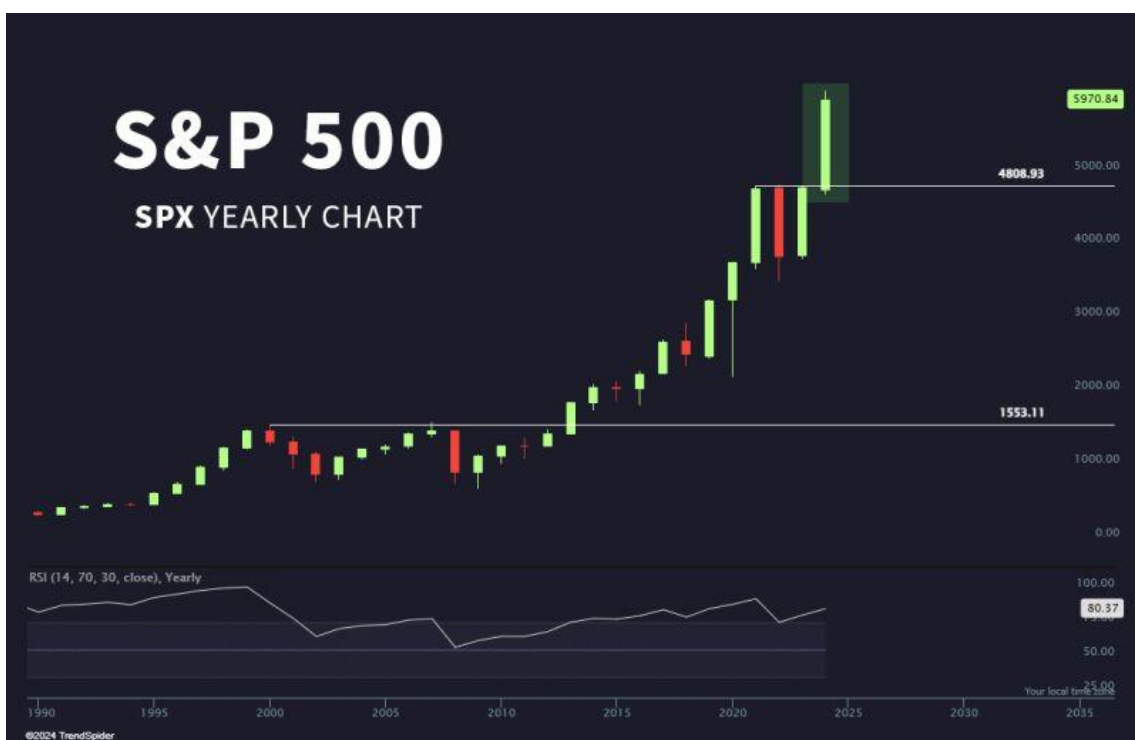 S&P 500
SPX YEARLY CHART
5970.84
5000.00
4808.93
4000.00
3000.00
2000.00
1553.11
1000.00
0.00
RSI (14, 70, 30, close), Yearly
100.00
80.37
50.00
25.00
Your local time zone
1990 1995 2000 2005 2010 2015 2020 2025 2030 2035
©2024 TrendSpider